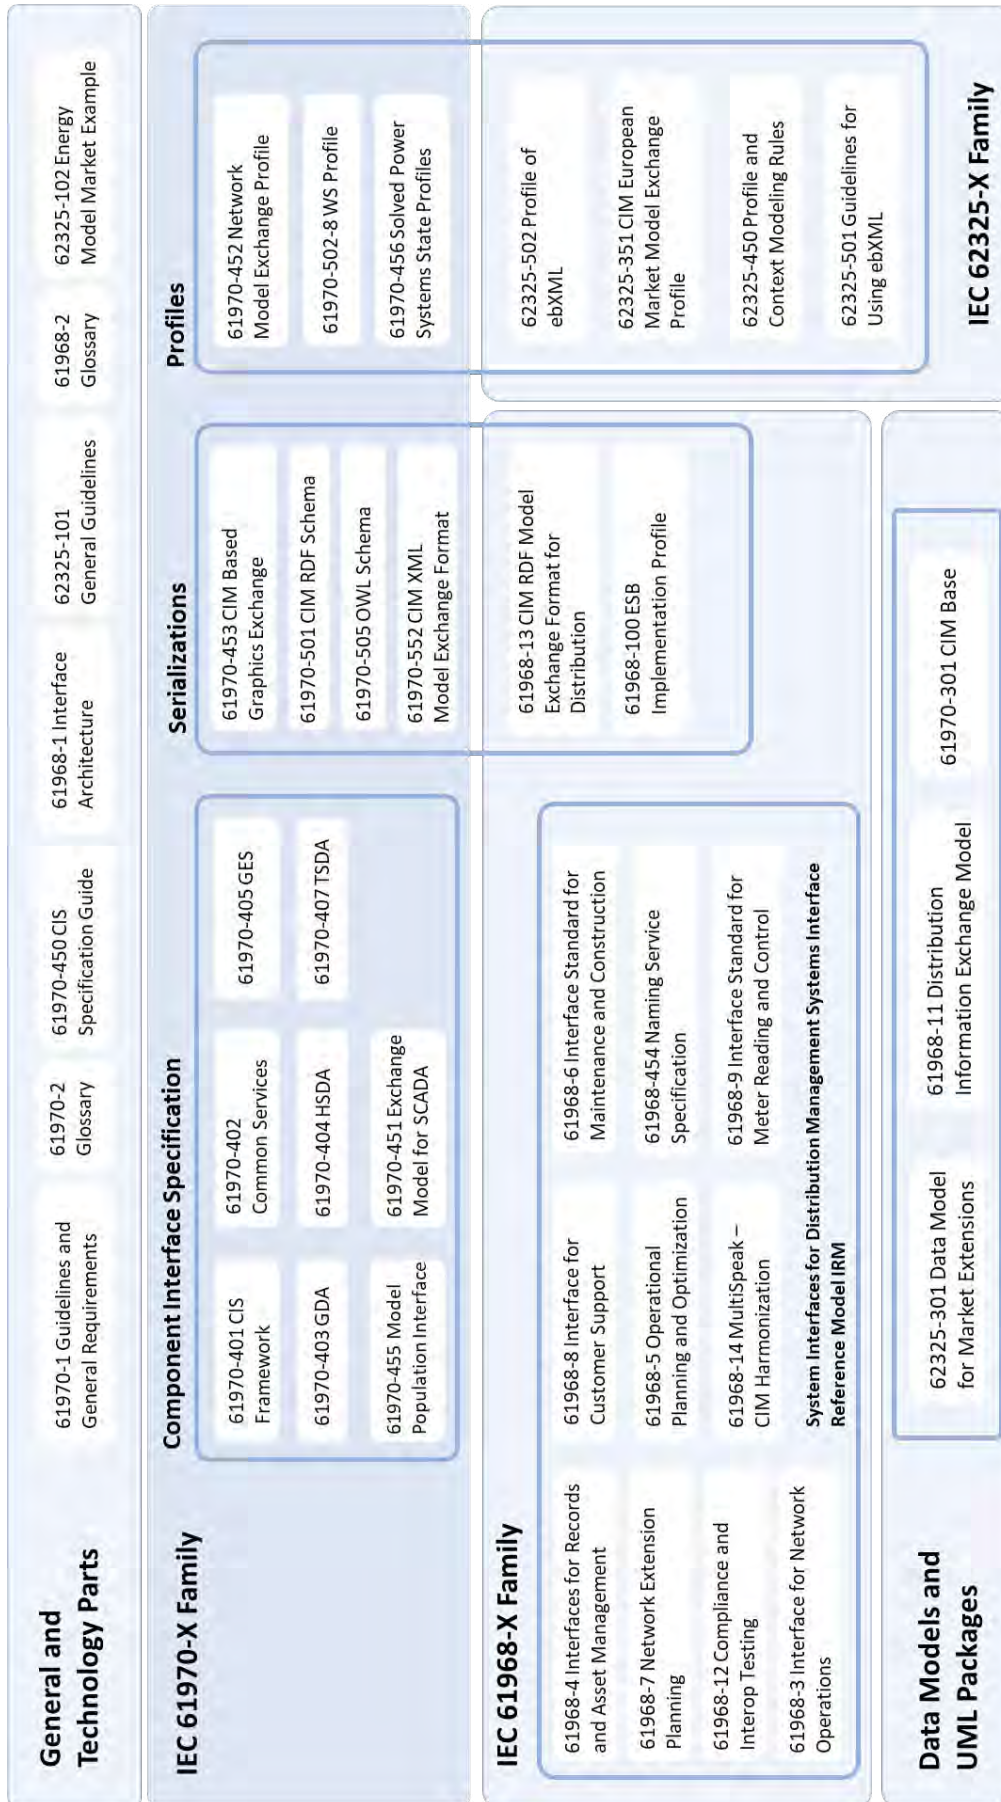 General and
Technology Parts
61970-1 Guidelines and
General Requirements
61970-2
Glossary
61970-450 CIS
Specification Guide
61968-1 Interface
Architecture
62325-101
General Guidelines
61968-2
Glossary
62325-102 Energy
Model Market Example
IEC 61970-X Family
Component Interface Specification
61970-401 CIS
Framework
61970-402
Common Services
61970-405 GES
61970-403 GDA
61970-404 HSDA
61970-407 TSDA
61970-455 Model
Population Interface
61970-451 Exchange
Model for SCADA
Serializations
61970-453 CIM Based
Graphics Exchange
61970-501 CIM RDF Schema
61970-505 OWL Schema
61970-552 CIM XML
Model Exchange Format
Profiles
61970-452 Network
Model Exchange Profile
61970-502-8 WS Profile
61970-456 Solved Power
Systems State Profiles
IEC 61968-X Family
61968-4 Interfaces for Records
and Asset Management
61968-7 Network Extension
Planning
61968-12 Compliance and
Interop Testing
61968-3 Interface for Network
Operations
61968-8 Interface for
Customer Support
61968-5 Operational
Planning and Optimization
61968-14 MultiSpeak –
CIM Harmonization
61968-6 Interface Standard for
Maintenance and Construction
61968-454 Naming Service
Specification
61968-9 Interface Standard for
Meter Reading and Control
System Interfaces for Distribution Management Systems Interface
Reference Model IRM
61968-13 CIM RDF Model
Exchange Format for
Distribution
61968-100 ESB
Implementation Profile
62325-502 Profile of
ebXML
62325-351 CIM European
Market Model Exchange
Profile
62325-450 Profile and
Context Modeling Rules
62325-501 Guidelines for
Using ebXML
IEC 62325-X Family
Data Models and
UML Packages
62325-301 Data Model
for Market Extensions
61968-11 Distribution
Information Exchange Model
61970-301 CIM Base